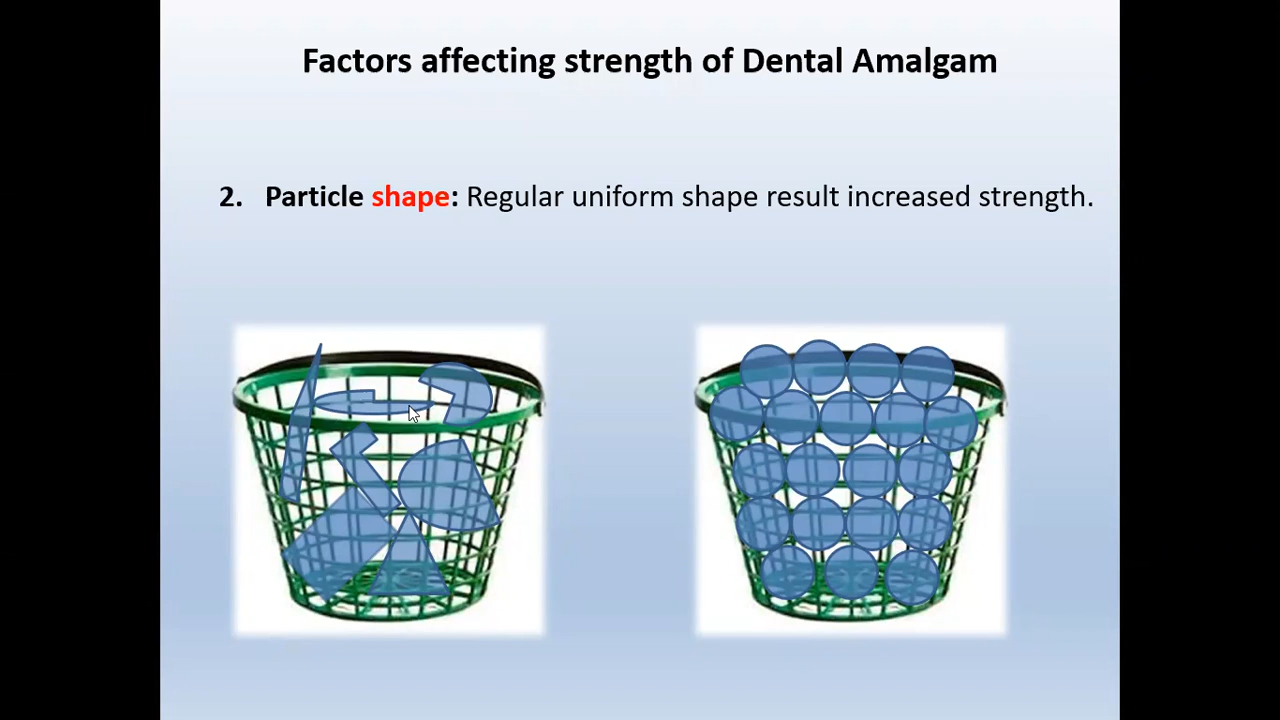 Factors affecting strength of Dental Amalgam
2. Particle shape: Regular uniform shape result increased strength.